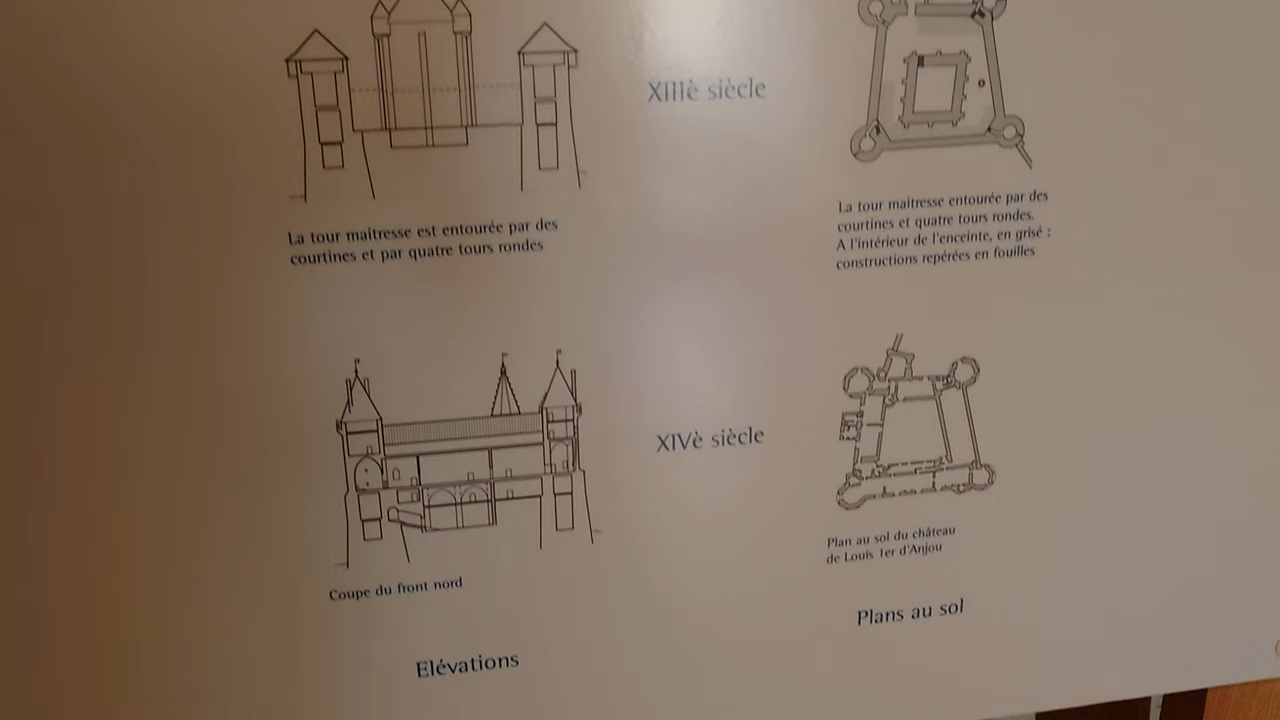 XIIIè siècle
La tour maitresse est entourée par des
courtines et par quatre tours rondes
La tour maitresse entourée par des
courtines et quatre tours rondes.
A l'intérieur de l'enceinte, en grisé :
constructions repérées en fouilles
XIVè siècle
Coupe du front nord
Plan au sol du château
de Louis 1er d'Anjou
Elévations
Plans au sol